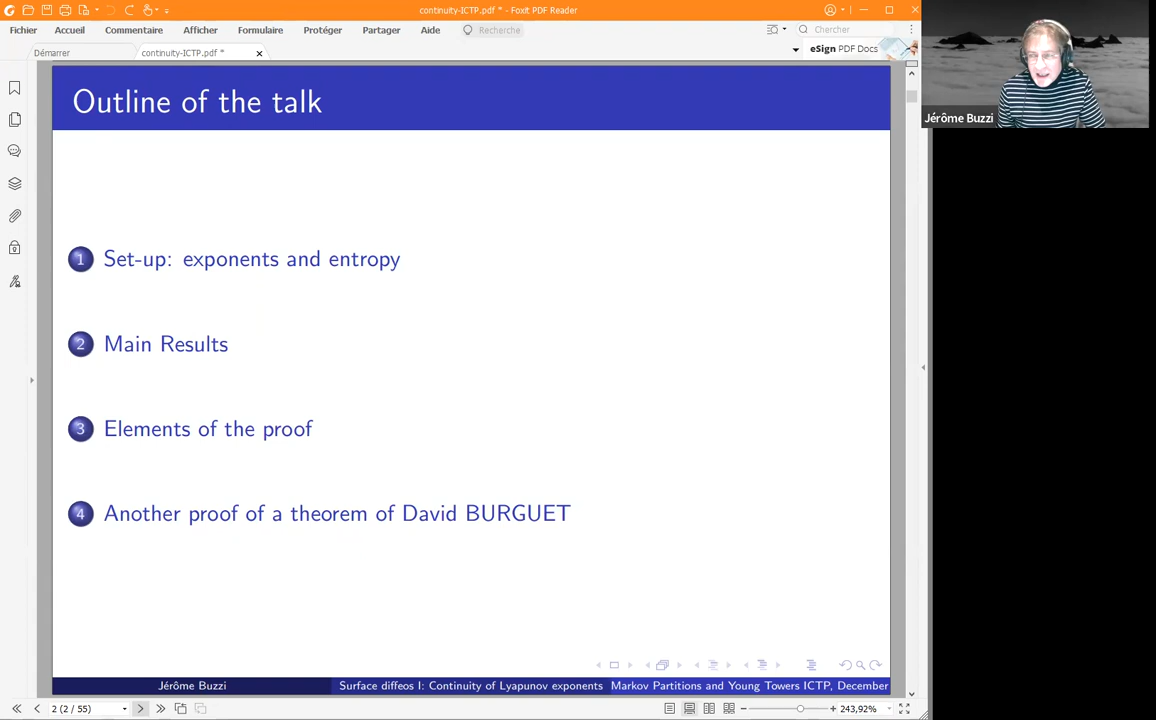 continuity-ICTP.pdf * - Foxit PDF Reader
Fichier Accueil Commentaire Afficher Formulaire Protéger Partager Aide Recherche Chercher
Démarrer continuity-ICTP.pdf * eSign PDF Docs
Outline of the talk
Jérôme Buzzi
1 Set-up: exponents and entropy
2 Main Results
3 Elements of the proof
4 Another proof of a theorem of David BURGUET
Jérôme Buzzi Surface diffeos I: Continuity of Lyapunov exponents Markov Partitions and Young Towers ICTP, December
2 (2 / 55) 243,92%